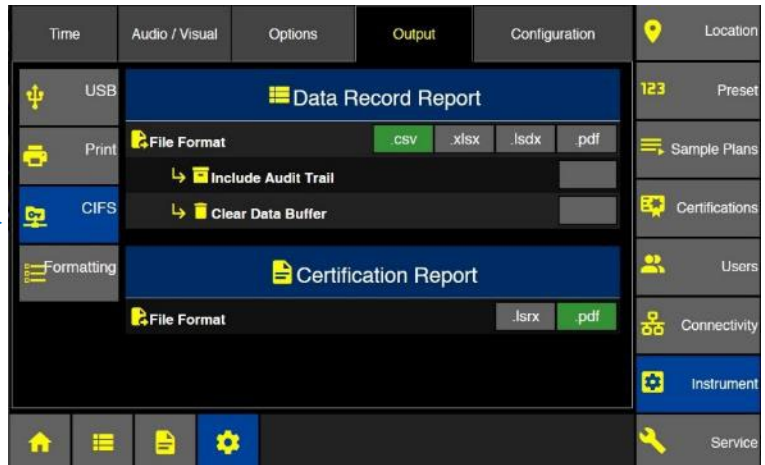 Time
Audio / Visual
Options
Output
Configuration
Location
USB
Data Record Report
123
Preset
Print
File Format
.csv
.xlsx
.lsdx
.pdf
Sample Plans
Include Audit Trail
CIFS
Clear Data Buffer
Certifications
Formatting
Certification Report
Users
File Format
.lsrx
.pdf
Connectivity
Instrument
Service